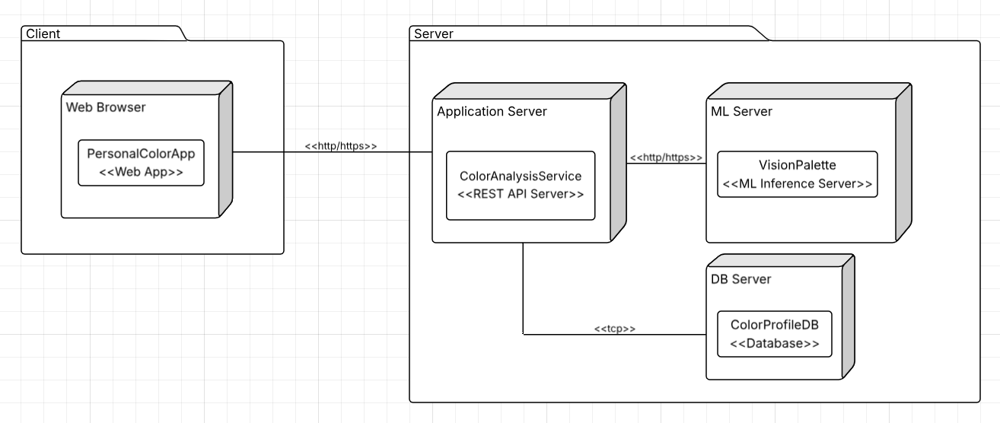 Client
Web Browser
PersonalColorApp
<<Web App>>
<<http/https>>
Server
Application Server
ColorAnalysisService
<<REST API Server>>
<<http/https>>
ML Server
VisionPalette
<<ML Inference Server>>
<<tcp>>
DB Server
ColorProfileDB
<<Database>>